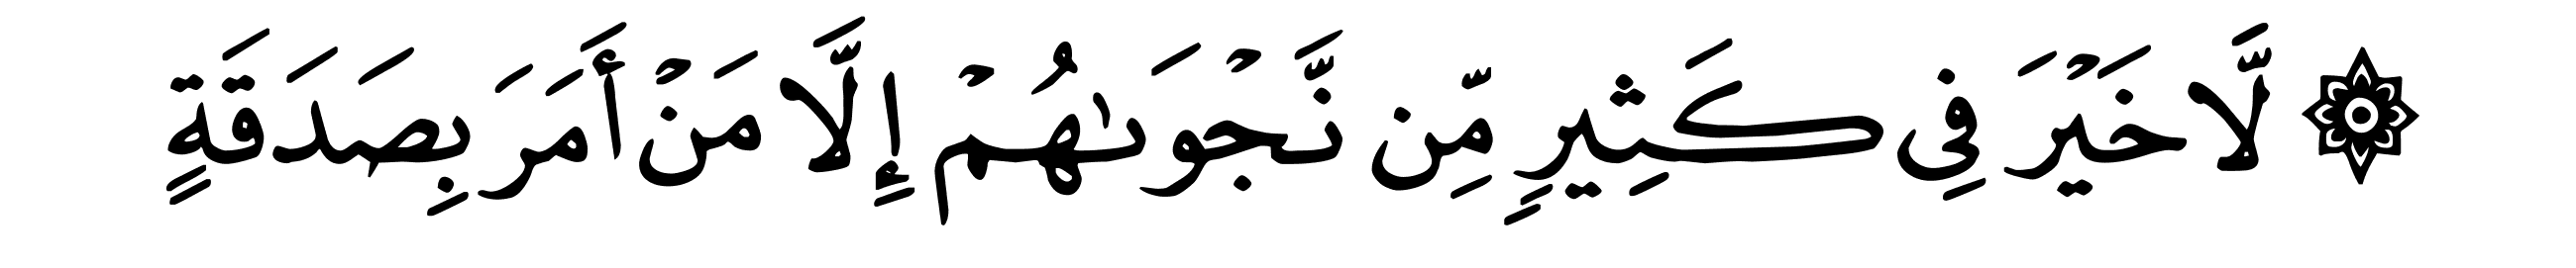 ۞ لَّا خَيْرَ فِي كَثِيرٍ مِّن نَّجْوَىٰهُمْ إِلَّا مَنْ أَمَرَ بِصَدَقَةٍ